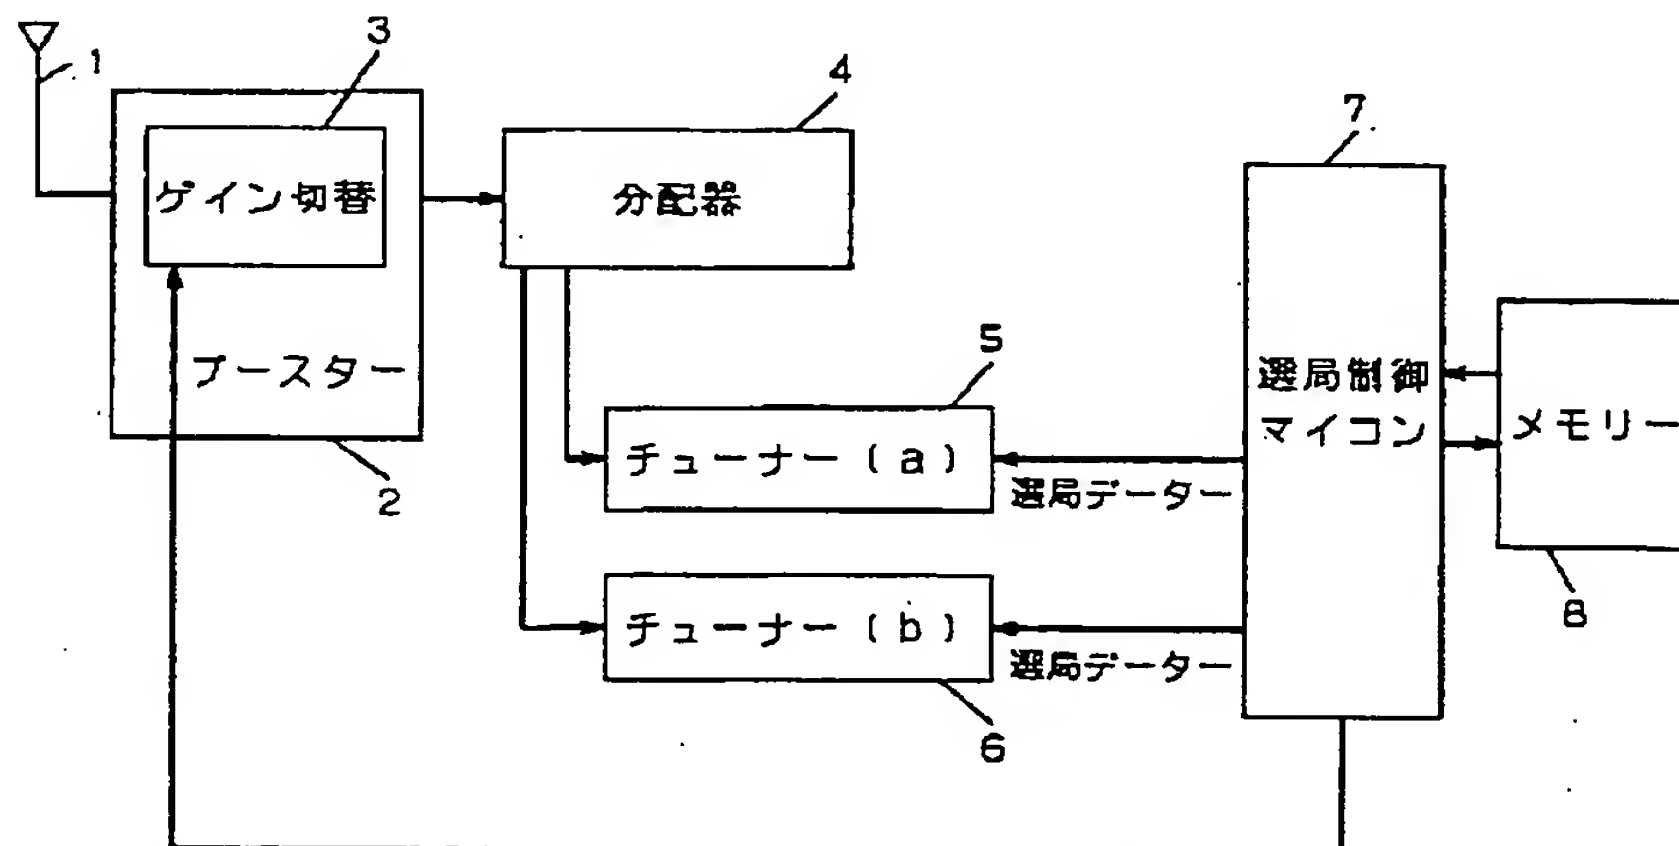 1
3
4
7
ゲイン切替
分配器
ブースター
2
5
選局制御
マイコン
メモリー
チューナー(a)
選局データー
8
チューナー(b)
選局データー
6